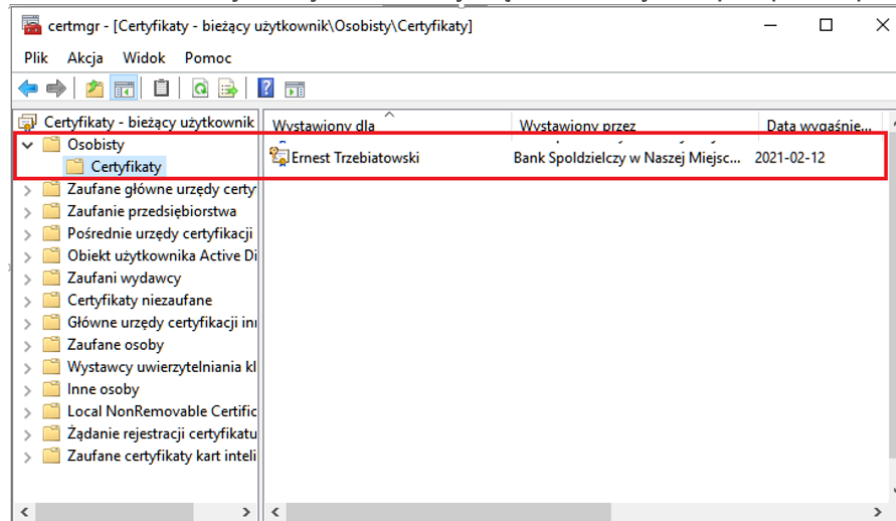 certmgr - [Certyfikaty - bieżący użytkownik\Osobisty\Certyfikaty]
Plik Akcja Widok Pomoc
Certyfikaty - bieżący użytkownik
Wystawiony dla Wystawiony przez Data wygaśnie...
Osobisty
Certyfikaty
Ernest Trzebiatowski Bank Spoldzielczy w Naszej Miejsc... 2021-02-12
Zaufane główne urzędy certy
Zaufanie przedsiębiorstwa
Pośrednie urzędy certyfikacji
Obiekt użytkownika Active Di
Zaufani wydawcy
Certyfikaty niezaufane
Główne urzędy certyfikacji inn
Zaufane osoby
Wystawcy uwierzytelniania kl
Inne osoby
Local NonRemovable Certific
Żądanie rejestracji certyfikatu
Zaufane certyfikaty kart inteli